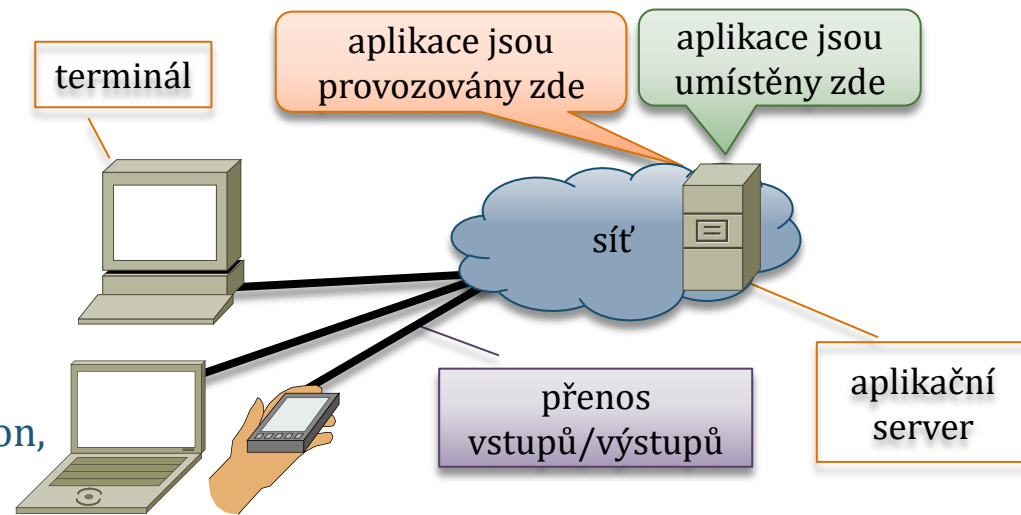 terminál
aplikace jsou
provozovány zde
aplikace jsou
umístěny zde
síť
přenos
vstupů/výstupů
aplikační
server
on,